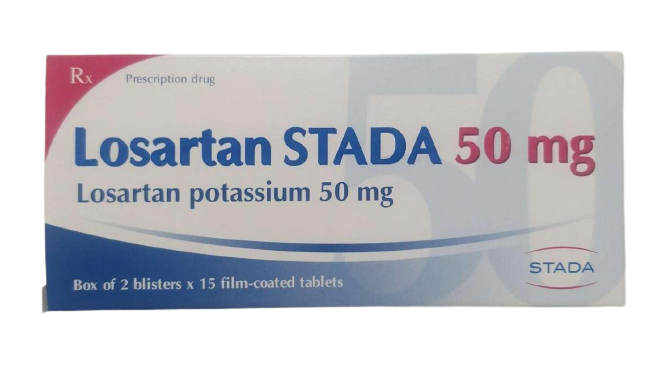 Rx Prescription drug
Losartan STADA 50 mg
Losartan potassium 50 mg
50
STADA
Box of 2 blisters x 15 film-coated tablets